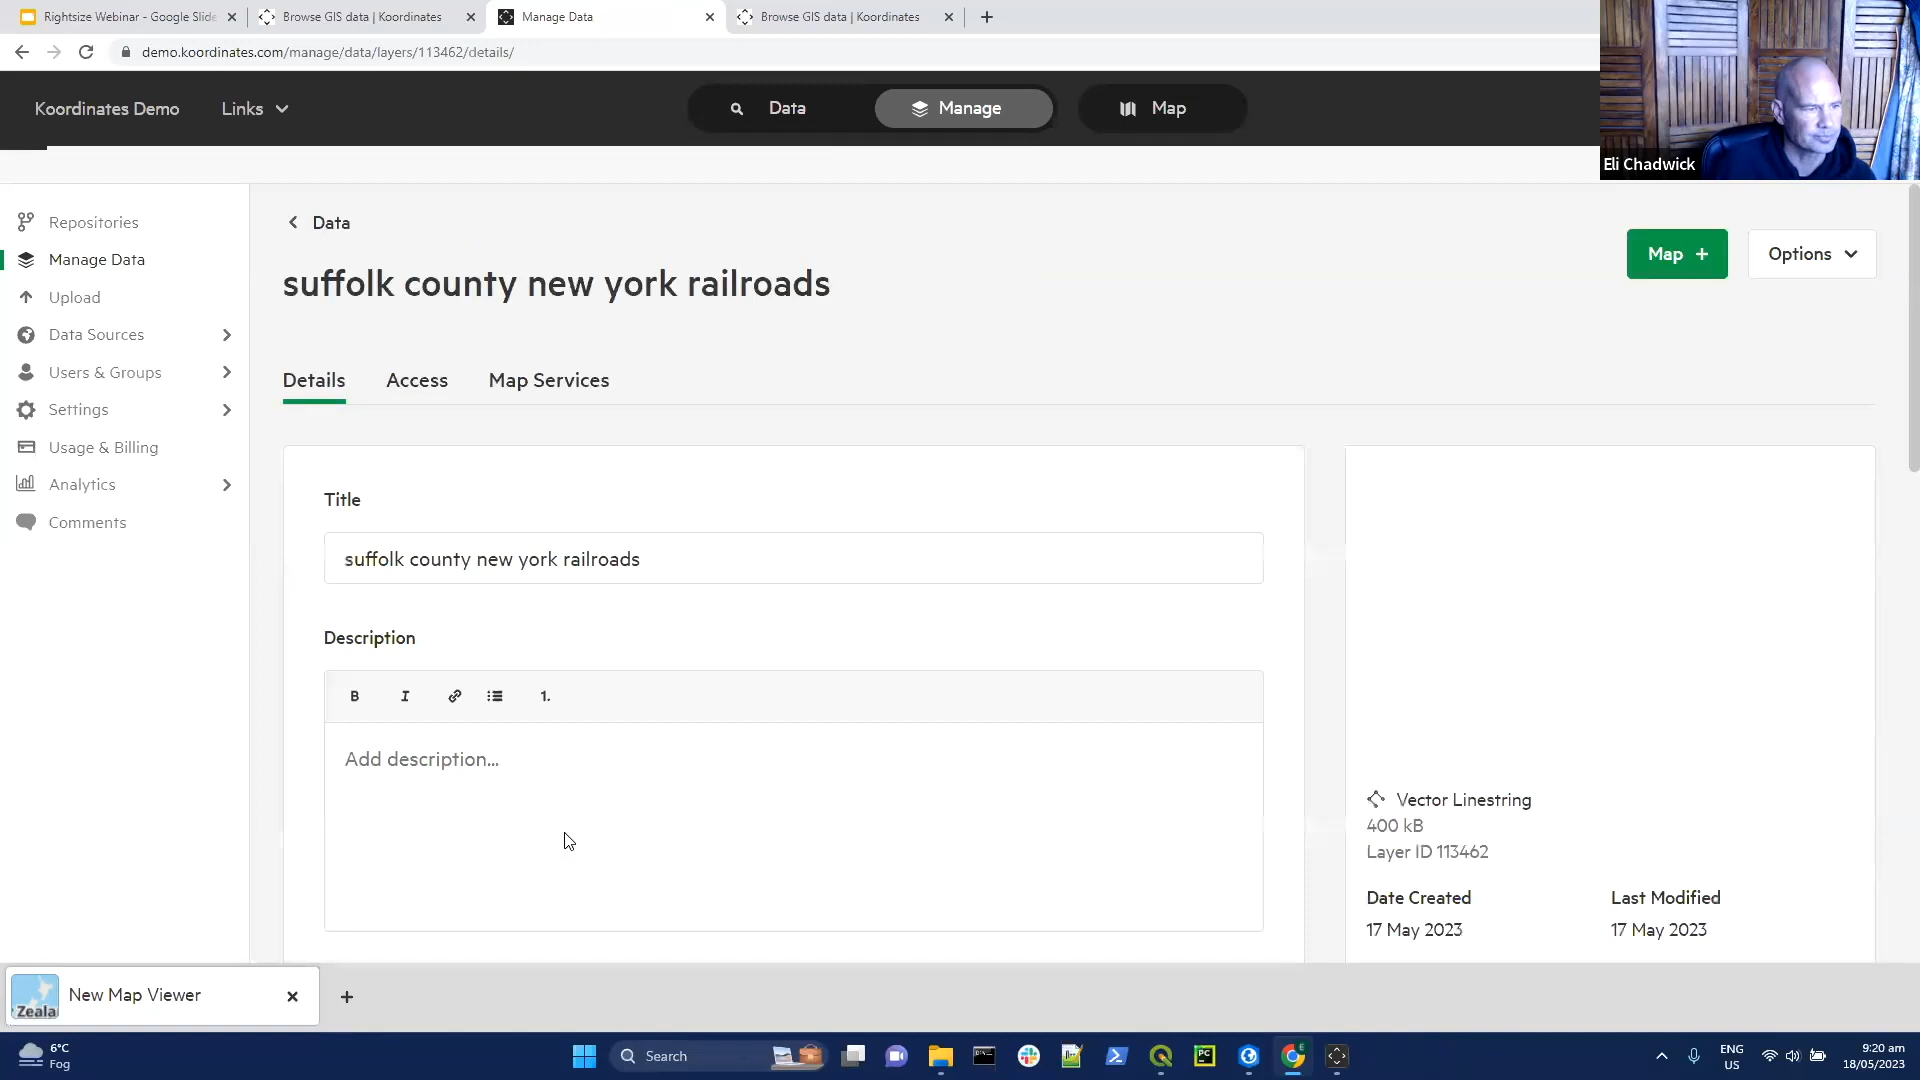 Rightsize Webinar - Google Slide
Browse GIS data | Koordinates
Manage Data
Browse GIS data | Koordinates
demo.koordinates.com/manage/data/layers/113462/details/
Koordinates Demo
Links
Data
Manage
Map
Eli Chadwick
Repositories
Manage Data
Upload
Data Sources
Users & Groups
Settings
Usage & Billing
Analytics
Comments
Data
suffolk county new york railroads
Map +
Options
Details
Access
Map Services
Title
suffolk county new york railroads
Description
B
I
1.
Add description...
Vector Linestring
400 kB
Layer ID 113462
Date Created
Last Modified
17 May 2023
17 May 2023
Zeala
New Map Viewer
6°C
Fog
Search
PC
ENG
US
9:20 am
18/05/2023